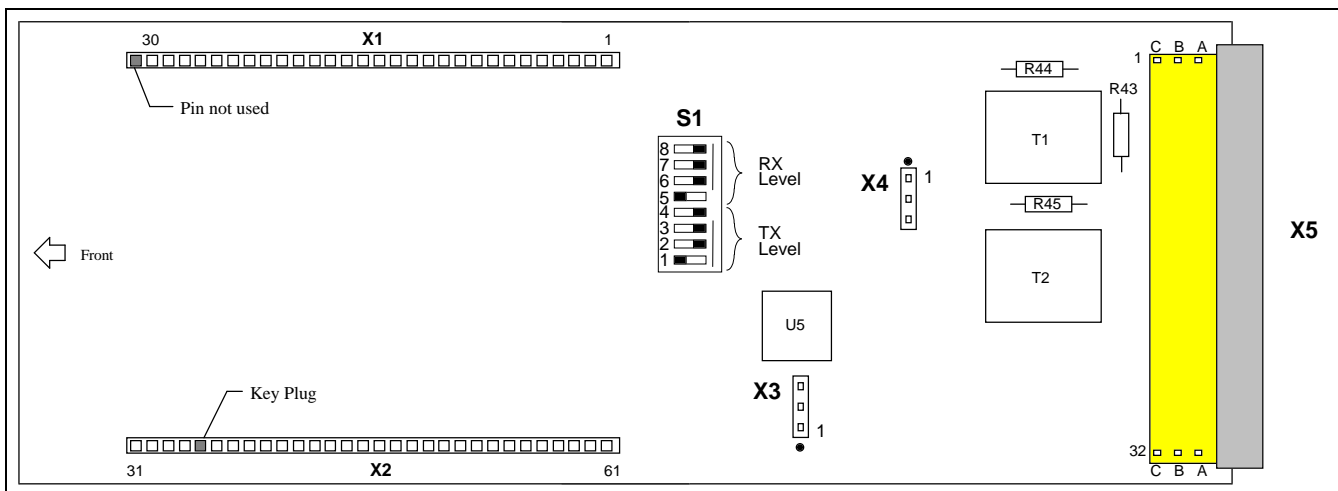 30 X1 1
Pin not used
S1
8
7
6
5
4
3
2
1
RX
Level
TX
Level
X4
1
R44
R43
T1
R45
T2
C B A
1
32
C B A
X5
Front
U5
X3
1
Key Plug
31 X2 61